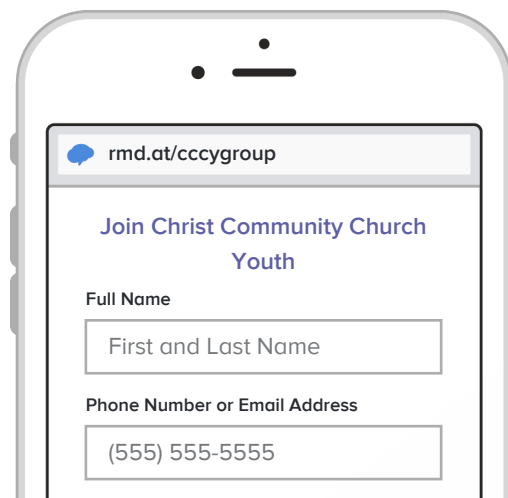 rmd.at/cccygroup
Join Christ Community Church
Youth
Full Name
First and Last Name
Phone Number or Email Address
(555) 555-5555